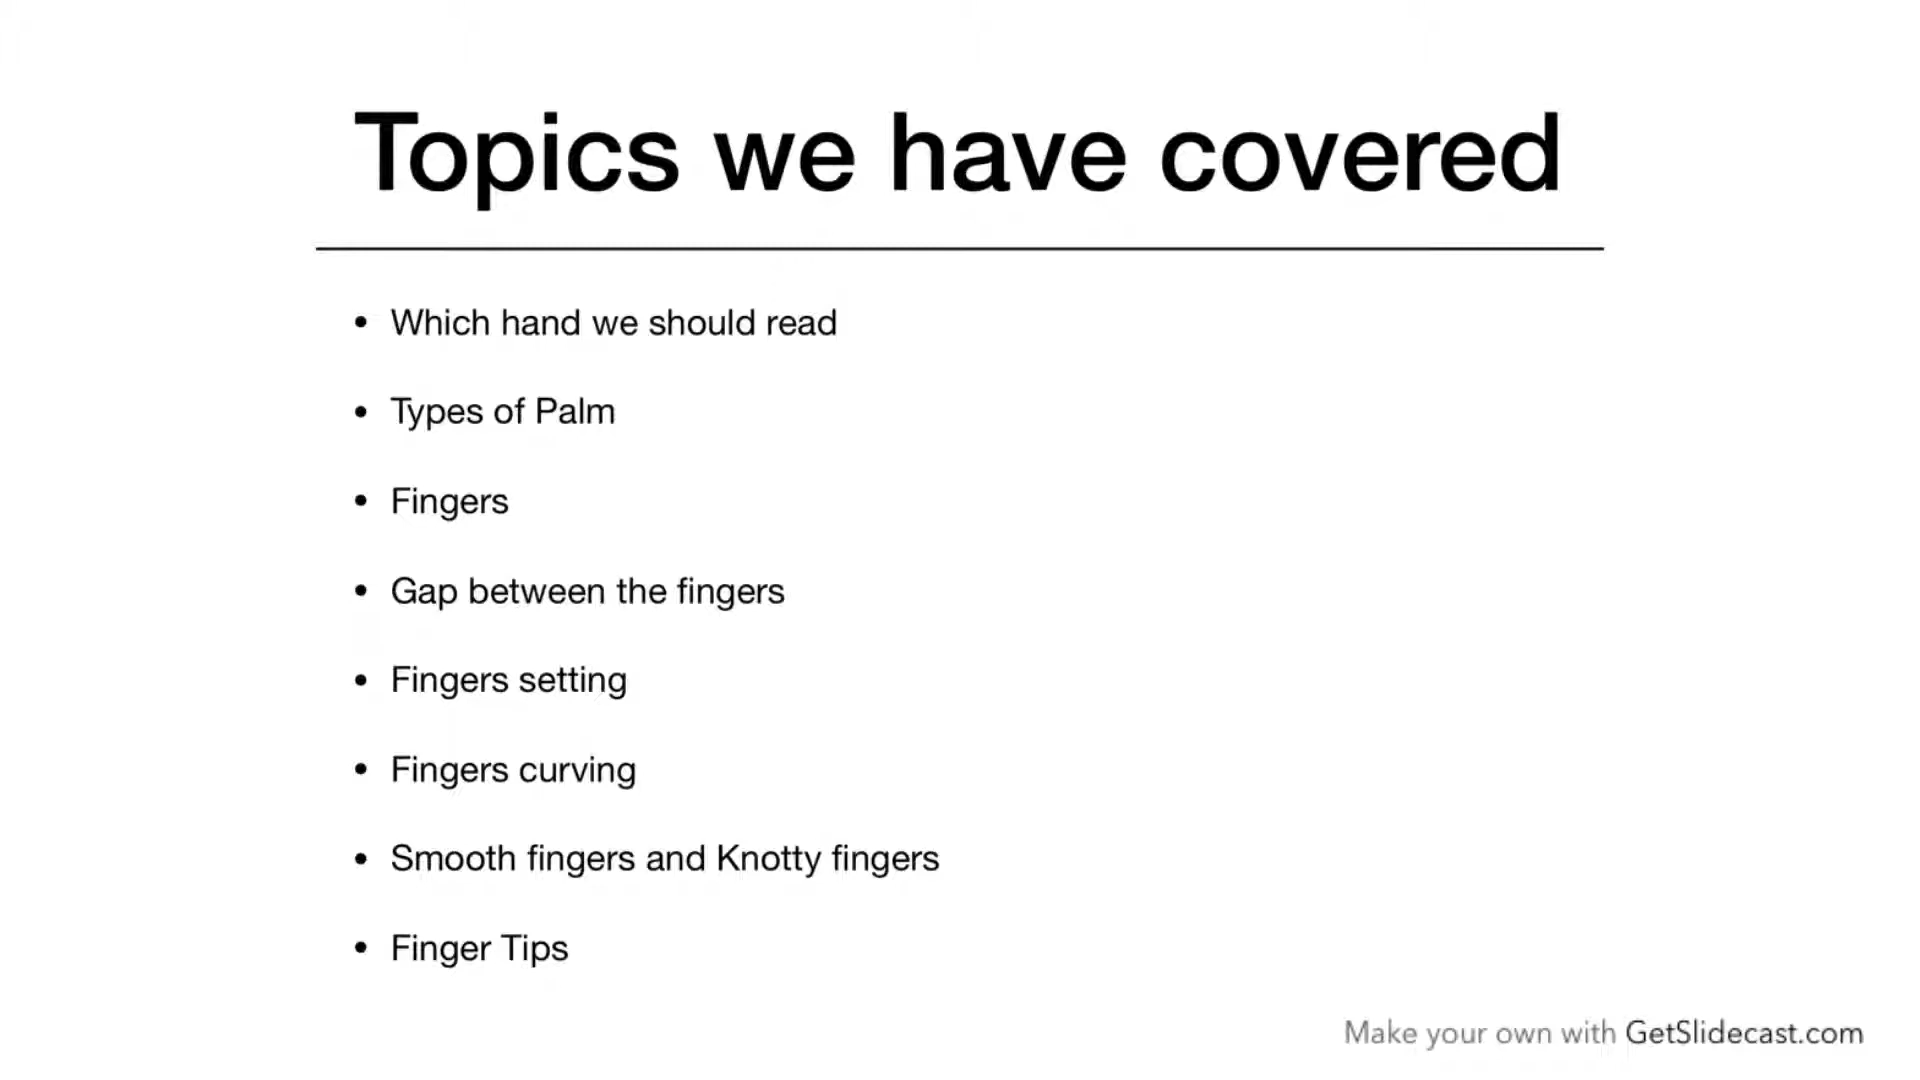 Topics we have covered
• Which hand we should read
• Types of Palm
• Fingers
• Gap between the fingers
• Fingers setting
• Fingers curving
• Smooth fingers and Knotty fingers
• Finger Tips
Make your own with GetSlidecast.com